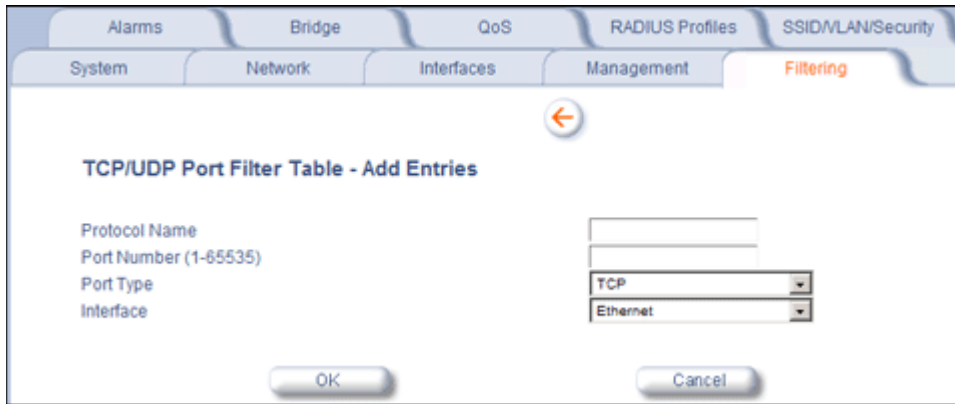 Alarms Bridge QoS RADIUS Profiles SSID/VLAN/Security
System Network Interfaces Management Filtering
TCP/UDP Port Filter Table - Add Entries
Protocol Name
Port Number (1-65535)
Port Type TCP
Interface Ethernet
OK Cancel